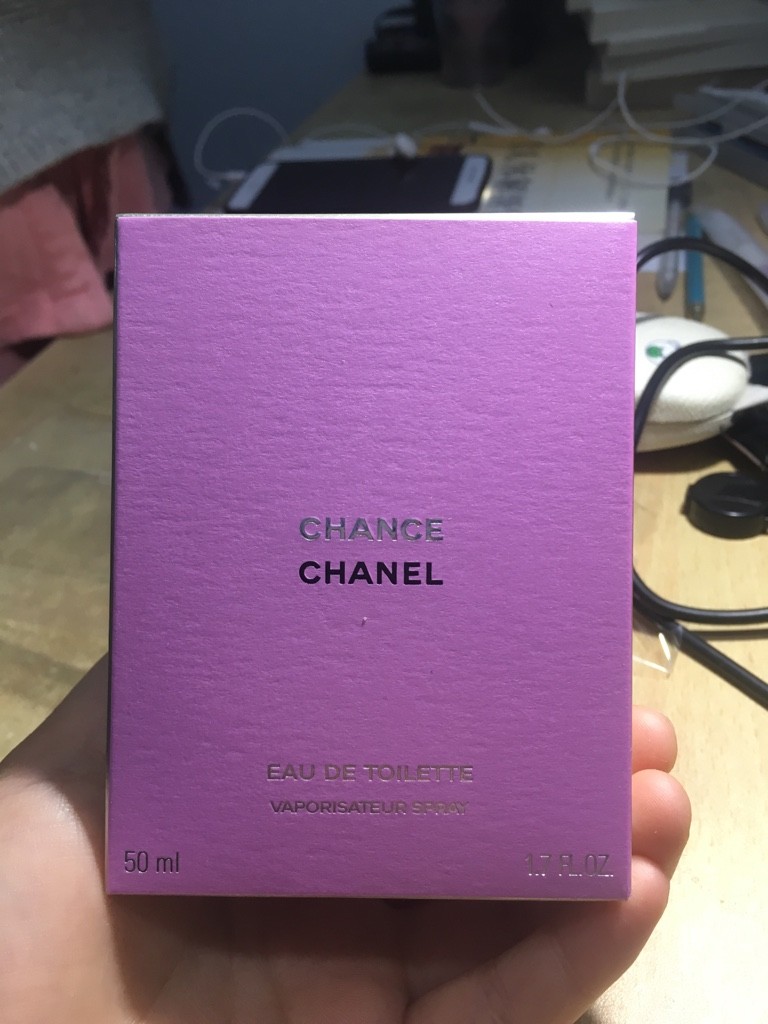 CHANCE
CHANEL
EAU DE TOILETTE
VAPORISATEUR SPRAY
50 ml
1.7 FL.OZ.